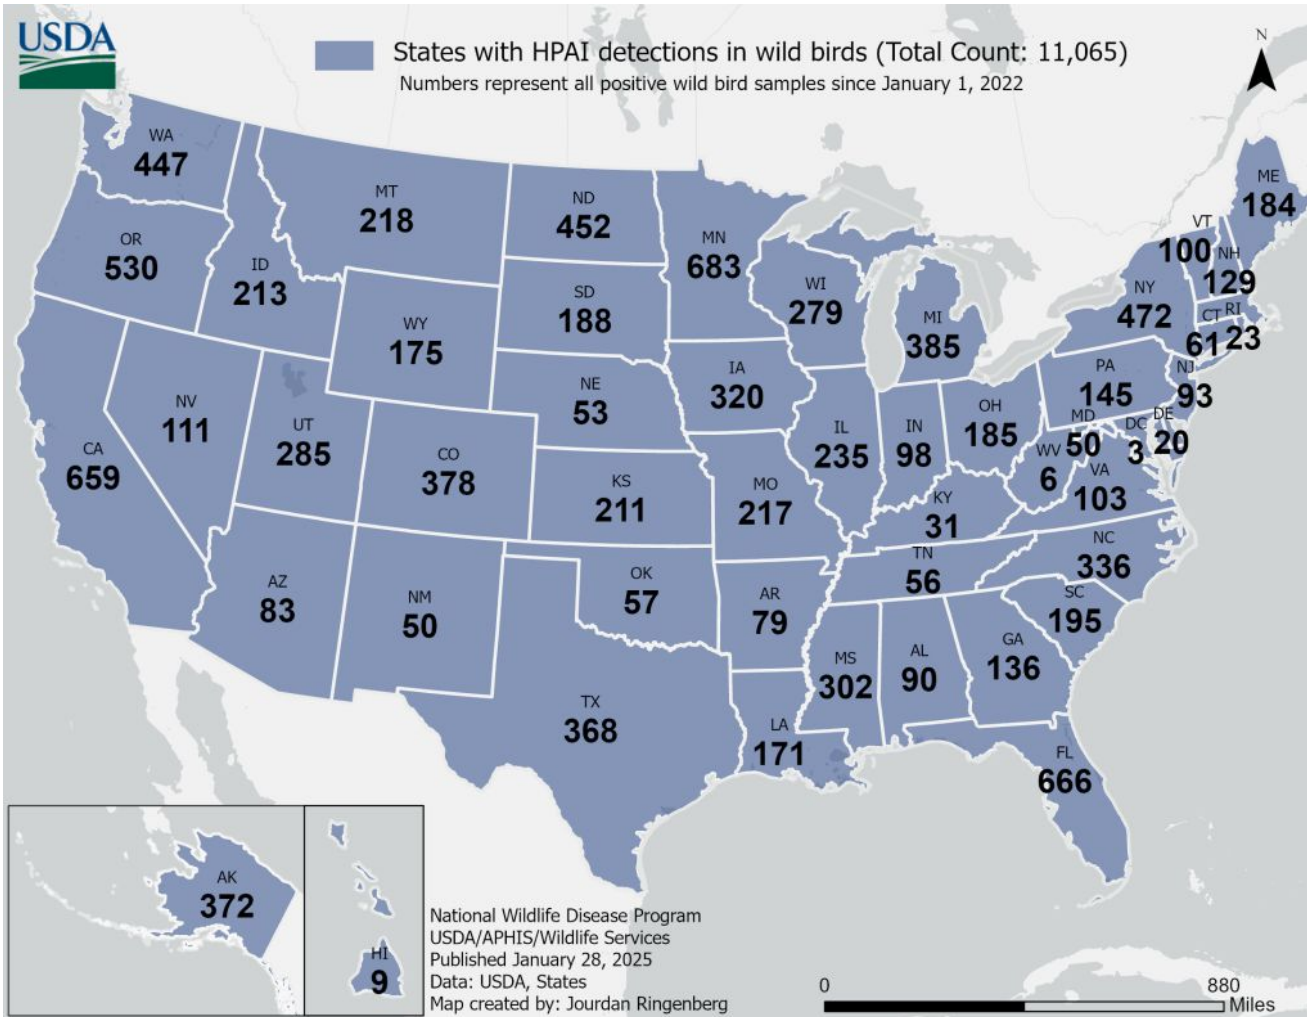 USDA
States with HPAI detections in wild birds (Total Count: 11,065)
Numbers represent all positive wild bird samples since January 1, 2022
N
WA
447
MT
218
ND
452
MN
683
ME
184
VT
100
NH
129
OR
530
ID
213
SD
188
WI
279
MI
385
NY
472
CT
61
RI
23
WY
175
IA
320
PA
145
NJ
93
NE
53
NV
111
UT
285
CO
378
CA
659
IL
235
IN
98
OH
185
MD
50
DC
3
DE
20
WV
6
VA
103
KS
211
MO
217
KY
31
NC
336
TN
56
AZ
83
NM
50
OK
57
AR
79
SC
195
MS
302
AL
90
GA
136
TX
368
LA
171
FL
666
AK
372
HI
9
National Wildlife Disease Program
USDA/APHIS/Wildlife Services
Published January 28, 2025
Data: USDA, States
Map created by: Jourdan Ringenberg
0
880
Miles